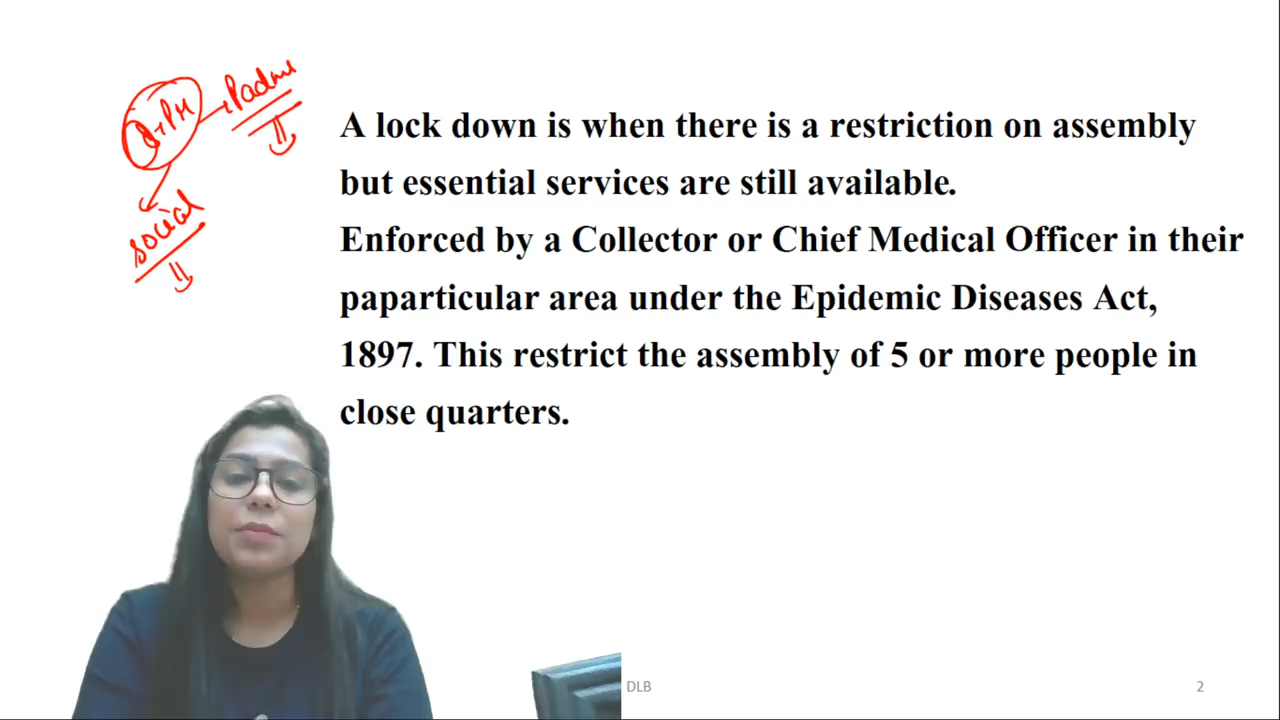 social
A lock down is when there is a restriction on assembly
but essential services are still available.
Enforced by a Collector or Chief Medical Officer in their
paparticular area under the Epidemic Diseases Act,
1897. This restrict the assembly of 5 or more people in
close quarters.
DLB
2